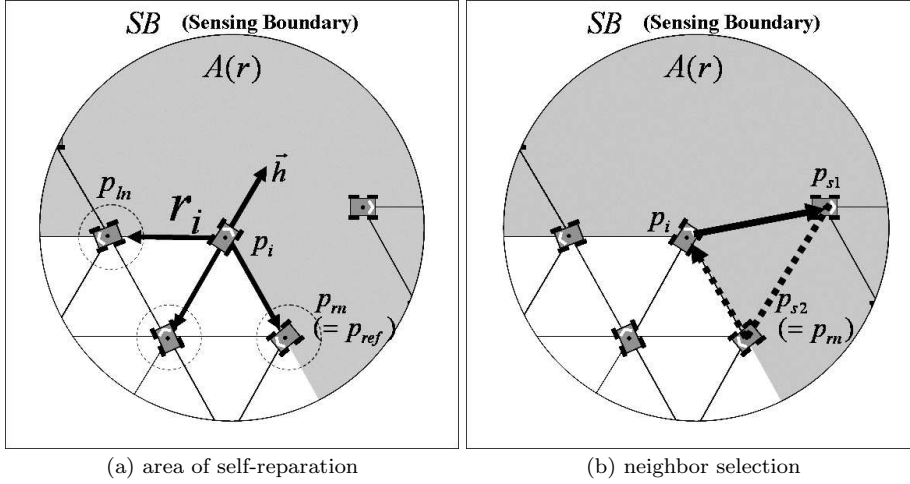 SB (Sensing Boundary)
A(r)
h⃗
p_ln
r_i
p_i
p_rn
(= p_ref)
(a) area of self-reparation
SB (Sensing Boundary)
A(r)
p_s1
p_i
p_s2
(= p_rn)
(b) neighbor selection